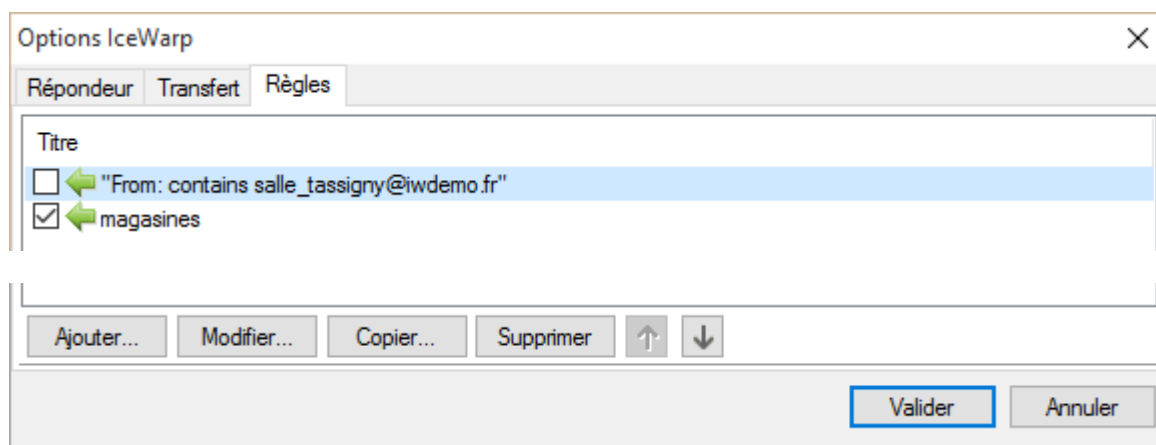 Options IceWarp
Répondeur Transfert Règles
Titre
"From: contains salle_tassigny@iwdemo.fr"
magasines
Ajouter... Modifier... Copier... Supprimer
Valider Annuler